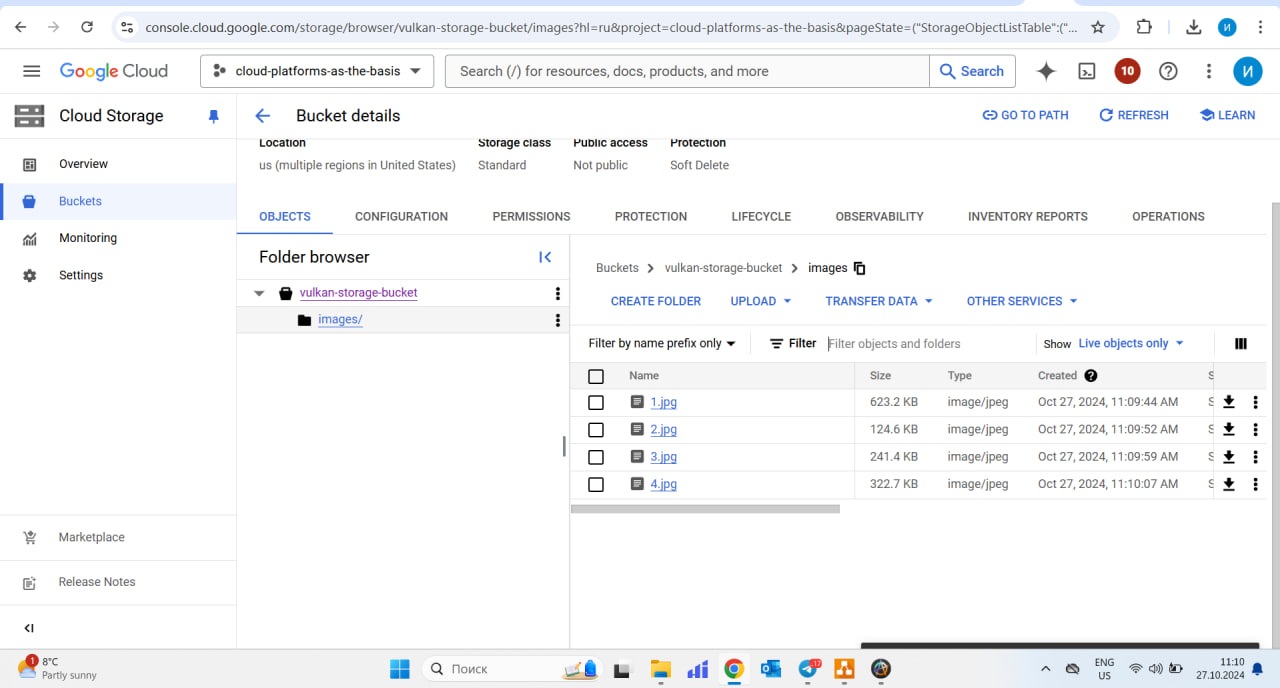 console.cloud.google.com/storage/browser/vulkan-storage-bucket/images?hl=ru&project=cloud-platforms-as-the-basis&pageState=("StorageObjectListTable":("...
И
Google Cloud
cloud-platforms-as-the-basis
Search (/) for resources, docs, products, and more
Search
10
И
Cloud Storage
Bucket details
GO TO PATH
REFRESH
LEARN
Location
Storage class
Public access
Protection
us (multiple regions in United States)
Standard
Not public
Soft Delete
Overview
Buckets
Monitoring
Settings
Marketplace
Release Notes
OBJECTS
CONFIGURATION
PERMISSIONS
PROTECTION
LIFECYCLE
OBSERVABILITY
INVENTORY REPORTS
OPERATIONS
Folder browser
vulkan-storage-bucket
images/
Buckets > vulkan-storage-bucket > images
CREATE FOLDER
UPLOAD
TRANSFER DATA
OTHER SERVICES
Filter by name prefix only
Filter
Filter objects and folders
Show
Live objects only
Name Size Type Created S
1.jpg 623.2 KB image/jpeg Oct 27, 2024, 11:09:44 AM S
2.jpg 124.6 KB image/jpeg Oct 27, 2024, 11:09:52 AM S
3.jpg 241.4 KB image/jpeg Oct 27, 2024, 11:09:59 AM S
4.jpg 322.7 KB image/jpeg Oct 27, 2024, 11:10:07 AM S
1
8°C
Partly sunny
Поиск
17
ENG
US
11:10
27.10.2024